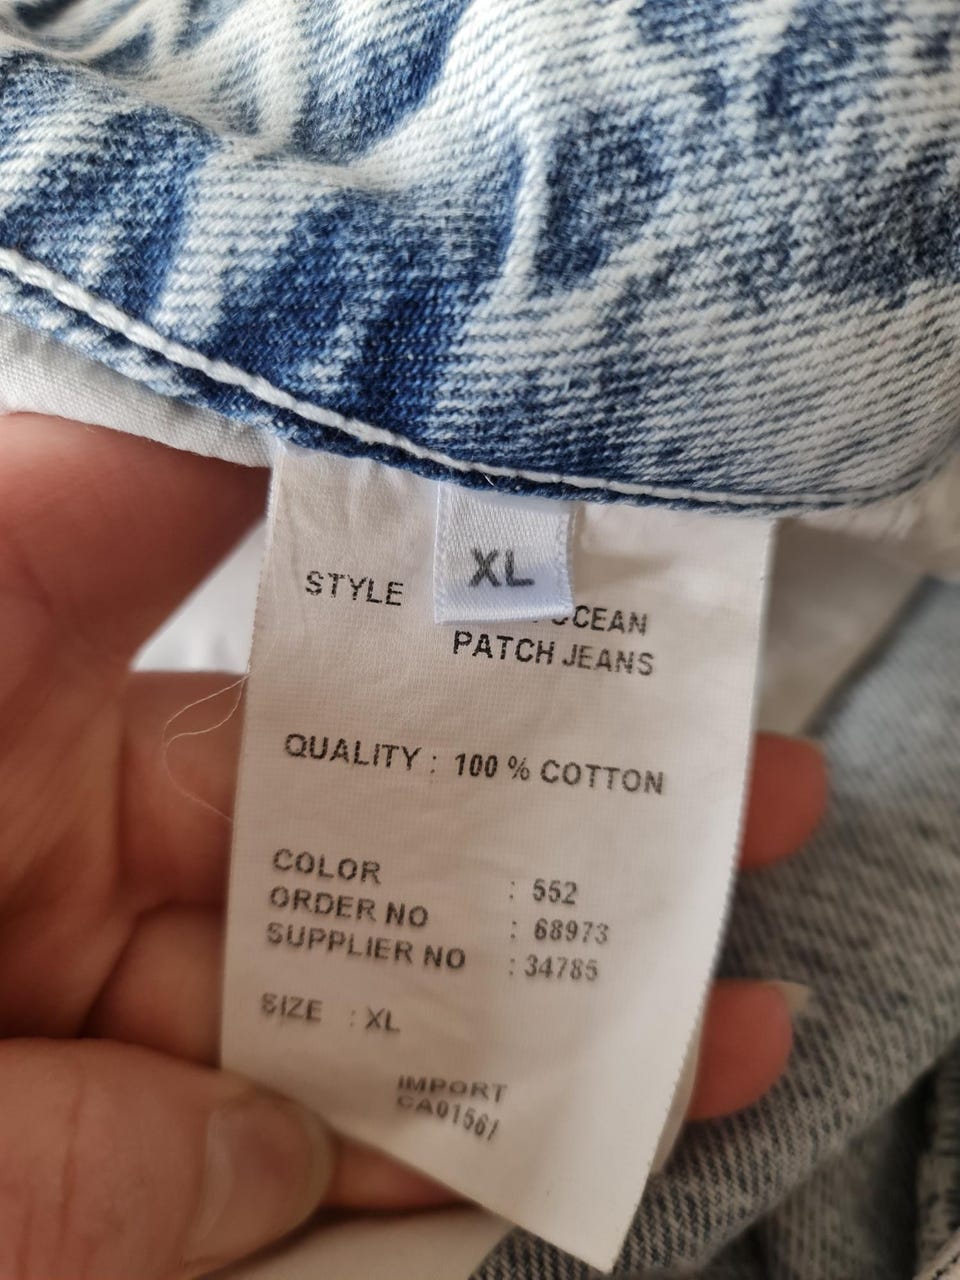 XL
STYLE
OCEAN
PATCH JEANS
QUALITY : 100 % COTTON
COLOR : 552
ORDER NO : 68973
SUPPLIER NO : 34785
SIZE : XL
IMPORT